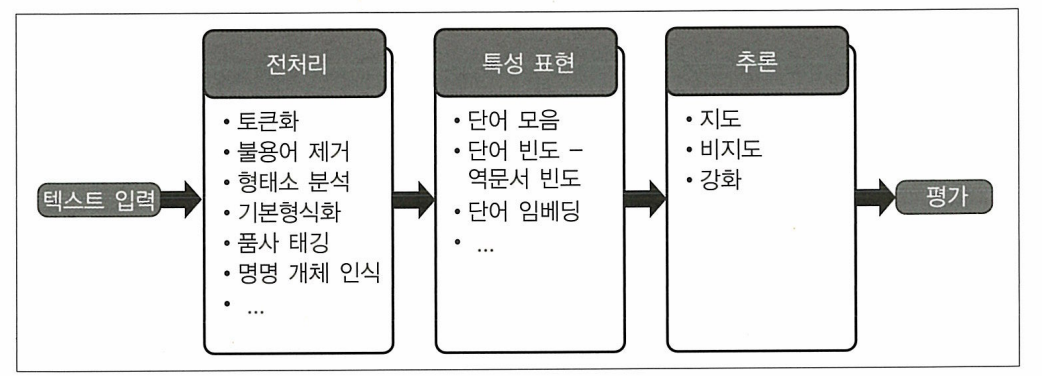 텍스트 입력
전처리
• 토큰화
• 불용어 제거
• 형태소 분석
• 기본형식화
• 품사 태깅
• 명명 개체 인식
• ...
특성 표현
• 단어 모음
• 단어 빈도 –
역문서 빈도
• 단어 임베딩
• ...
추론
• 지도
• 비지도
• 강화
평가